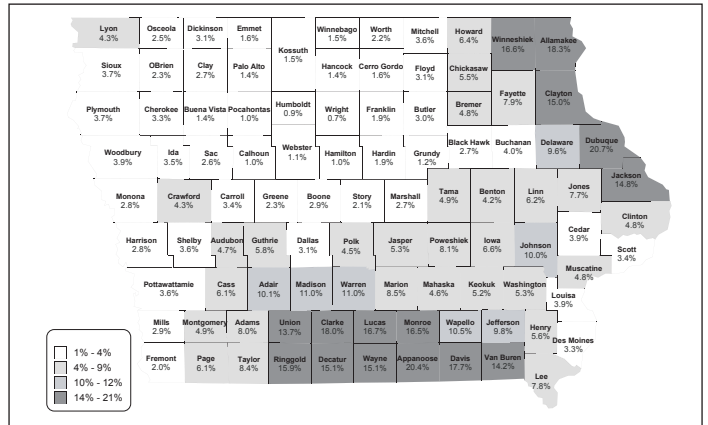 Lyon
4.3%
Osceola
2.5%
Dickinson
3.1%
Emmet
1.6%
Kossuth
1.5%
Winnebago
1.5%
Worth
2.2%
Mitchell
3.6%
Howard
6.4%
Winneshiek
16.6%
Allamakee
18.3%
Sioux
3.7%
OBrien
2.3%
Clay
2.7%
Palo Alto
1.4%
Hancock
1.4%
Cerro Gordo
1.6%
Floyd
3.1%
Chickasaw
5.5%
Plymouth
3.7%
Cherokee
3.3%
Buena Vista
1.4%
Pocahontas
1.0%
Humboldt
0.9%
Wright
0.7%
Franklin
1.9%
Butler
3.0%
Bremer
4.8%
Fayette
7.9%
Clayton
15.0%
Woodbury
3.9%
Ida
3.5%
Sac
2.6%
Calhoun
1.0%
Webster
1.1%
Hamilton
1.0%
Hardin
1.9%
Grundy
1.2%
Black Hawk
2.7%
Buchanan
4.0%
Delaware
9.6%
Dubuque
20.7%
Jackson
14.8%
Monona
2.8%
Crawford
4.3%
Carroll
3.4%
Greene
2.3%
Boone
2.9%
Story
2.1%
Marshall
2.7%
Tama
4.9%
Benton
4.2%
Linn
6.2%
Jones
7.7%
Clinton
4.8%
Harrison
2.8%
Shelby
3.6%
Audubon
4.7%
Guthrie
5.8%
Dallas
3.1%
Polk
4.5%
Jasper
5.3%
Poweshiek
8.1%
Iowa
6.6%
Johnson
10.0%
Cedar
3.9%
Scott
3.4%
Muscatine
4.8%
Pottawattamie
3.6%
Cass
6.1%
Adair
10.1%
Madison
11.0%
Warren
11.0%
Marion
8.5%
Mahaska
4.6%
Keokuk
5.2%
Washington
5.3%
Louisa
3.9%
Mills
2.9%
Montgomery
4.9%
Adams
8.0%
Union
13.7%
Clarke
18.0%
Lucas
16.7%
Monroe
16.5%
Wapello
10.5%
Jefferson
9.8%
Henry
5.6%
Des Moines
3.3%
Fremont
2.0%
Page
6.1%
Taylor
8.4%
Ringgold
15.9%
Decatur
15.1%
Wayne
15.1%
Appanoose
20.4%
Davis
17.7%
Van Buren
14.2%
Lee
7.8%
1% - 4%
4% - 9%
10% - 12%
14% - 21%